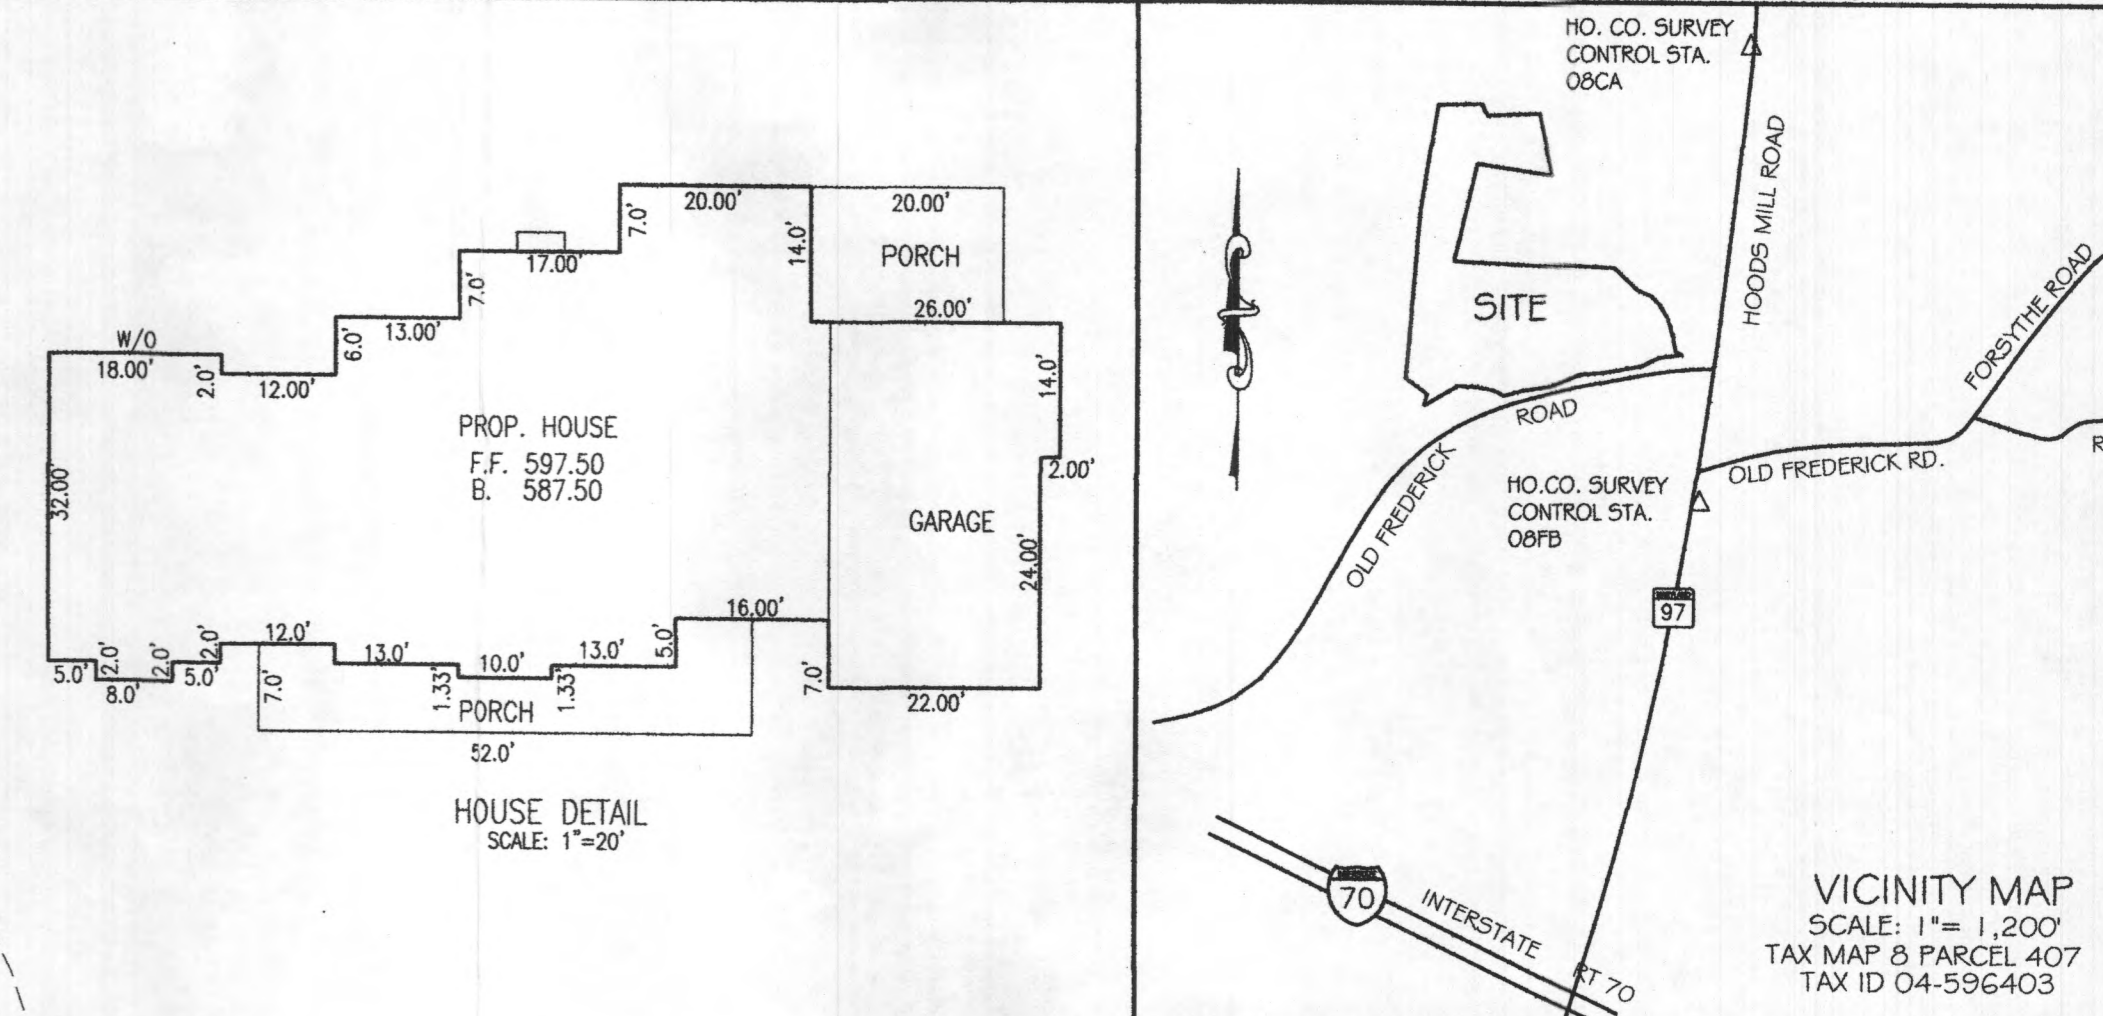 20.00'
20.00'
7.0'
14.0'
PORCH
17.00'
7.0'
26.00'
13.00'
6.0'
W/O
18.00'
2.0'
12.00'
14.0'
PROP. HOUSE
F.F. 597.50
B. 587.50
2.00'
32.00'
GARAGE
24.00'
16.00'
12.0'
5.0'
2.0'
8.0'
2.0'
5.0'
2.0'
7.0'
13.0'
1.33'
10.0'
1.33'
13.0'
5.0'
7.0'
22.00'
PORCH
52.0'
HOUSE DETAIL
SCALE: 1"=20'
HO. CO. SURVEY
CONTROL STA.
08CA
HOODS MILL ROAD
SITE
FORSYTHE ROAD
OLD FREDERICK
ROAD
OLD FREDERICK RD.
R
HO.CO. SURVEY
CONTROL STA.
08FB
97
70
INTERSTATE
RT 70
VICINITY MAP
SCALE: 1"= 1,200'
TAX MAP 8 PARCEL 407
TAX ID 04-596403